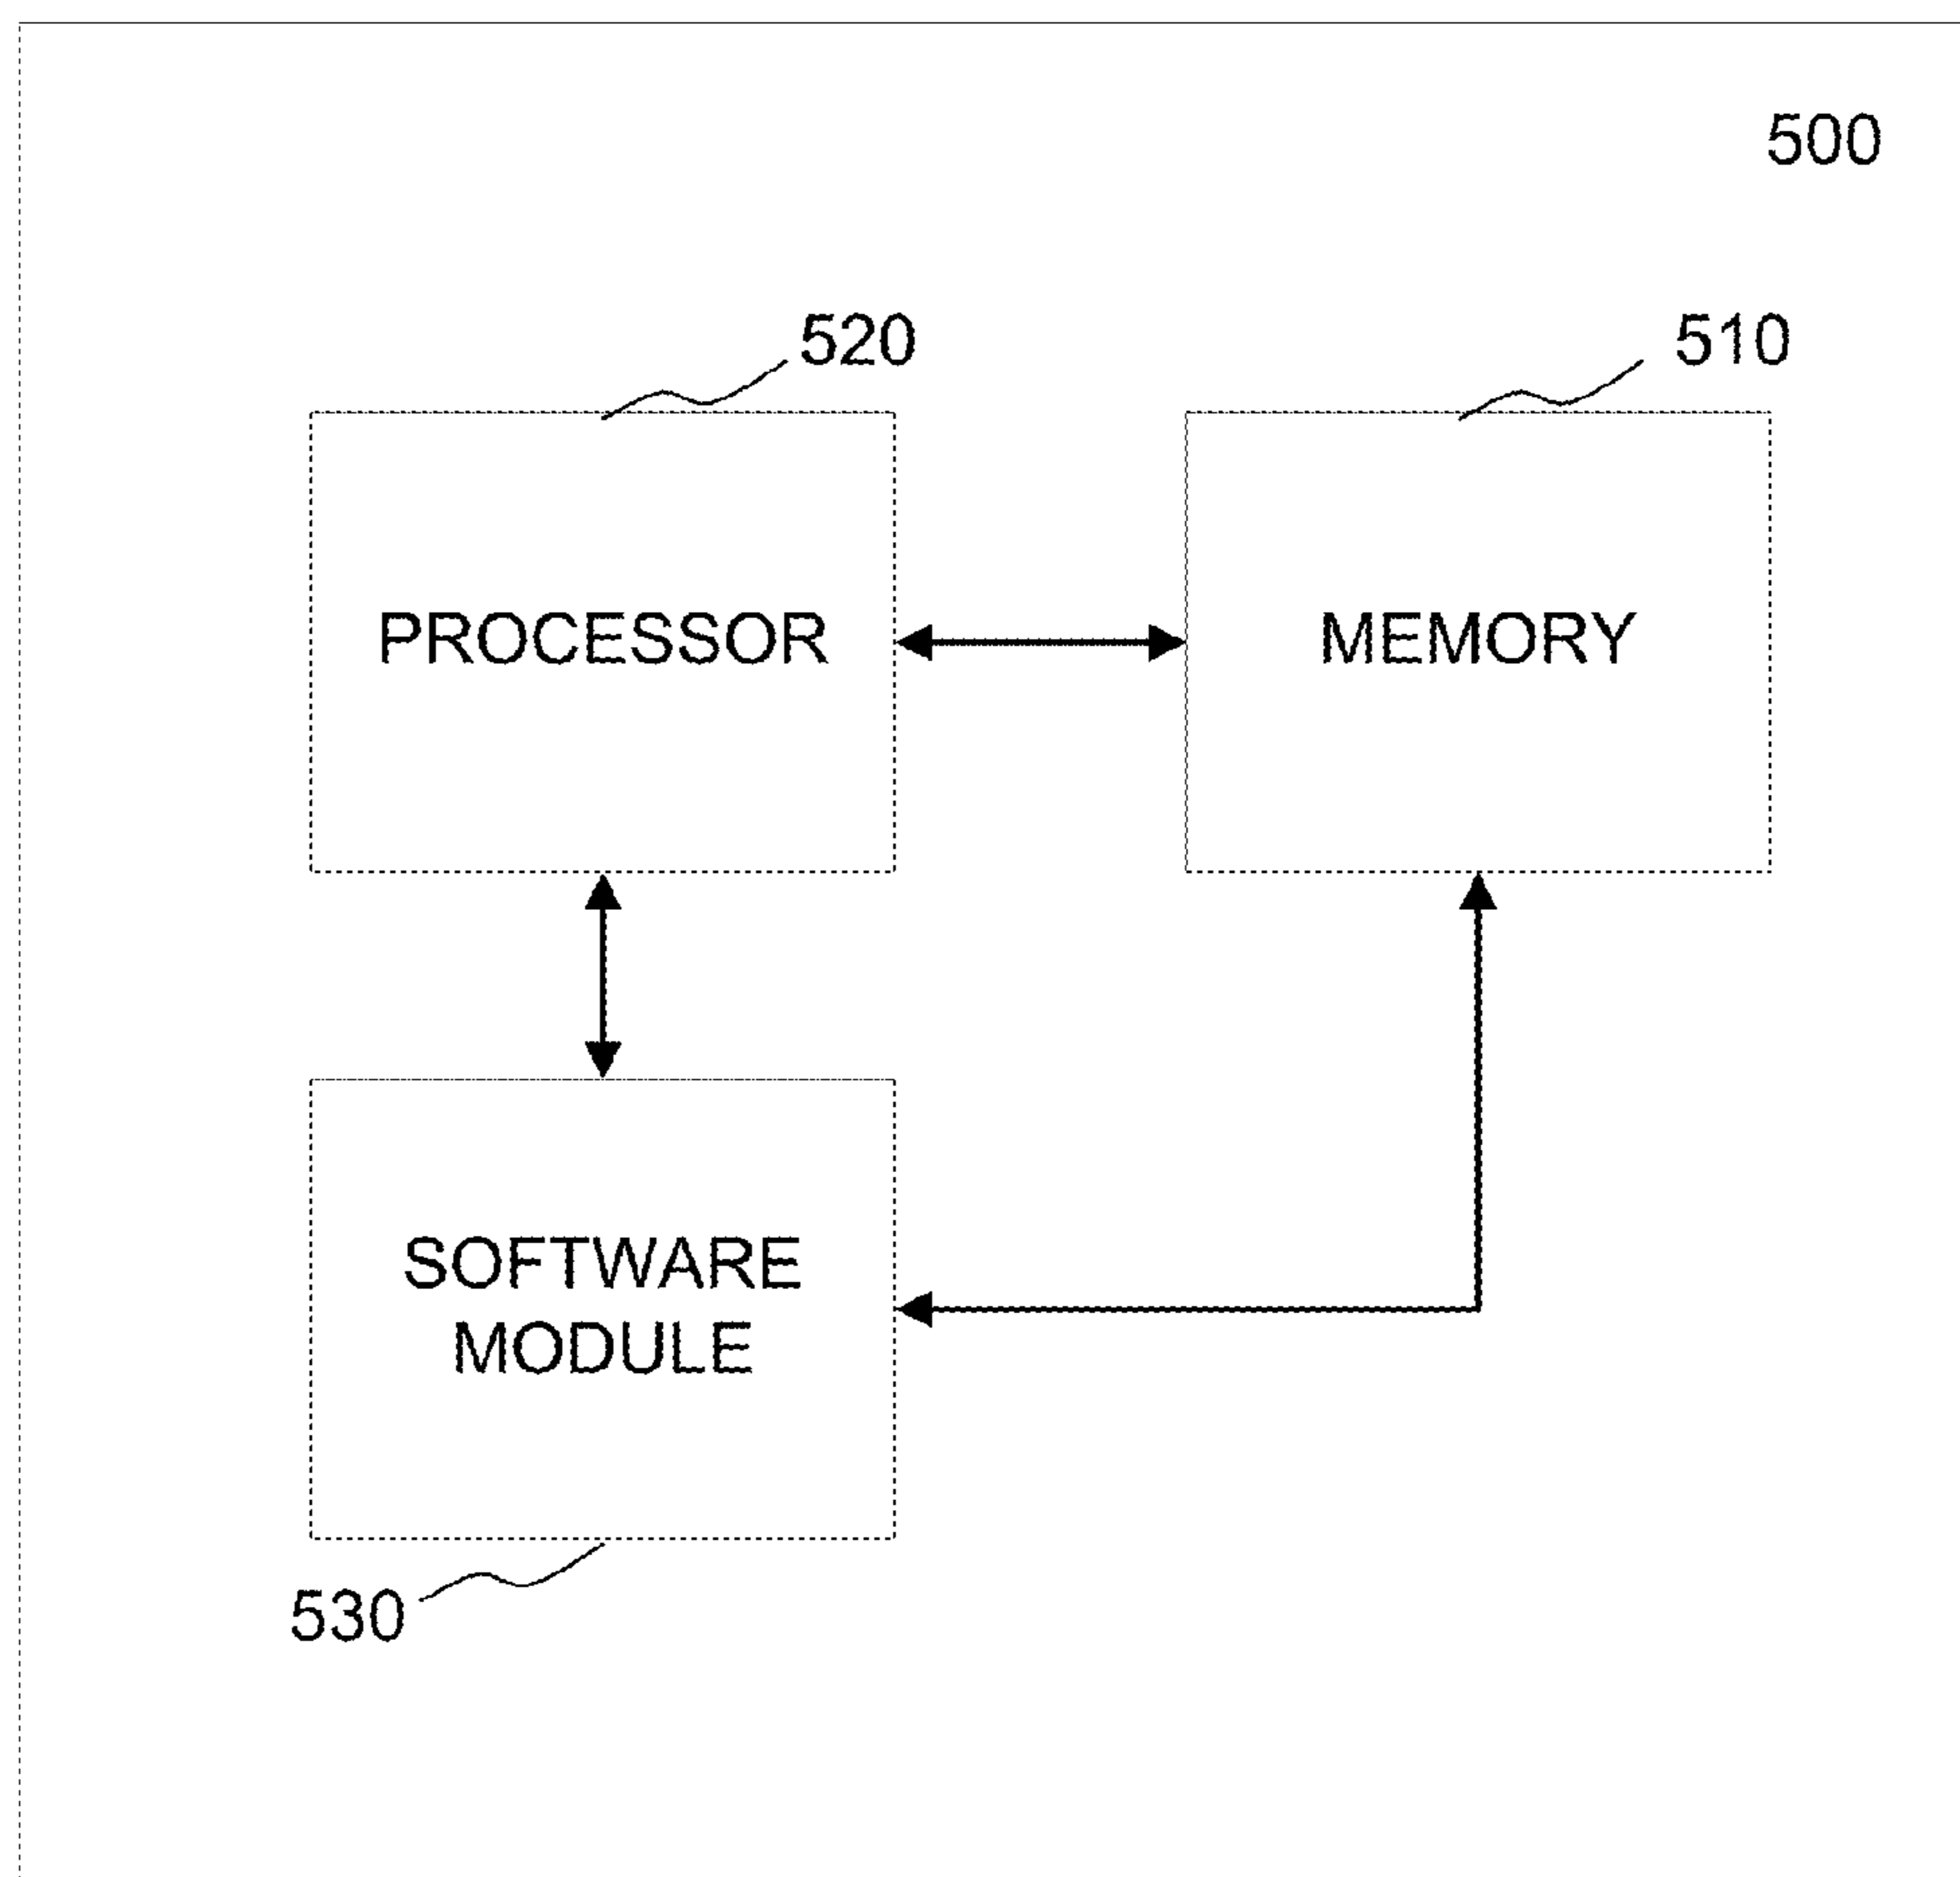 500
520
510
PROCESSOR
MEMORY
SOFTWARE
MODULE
530